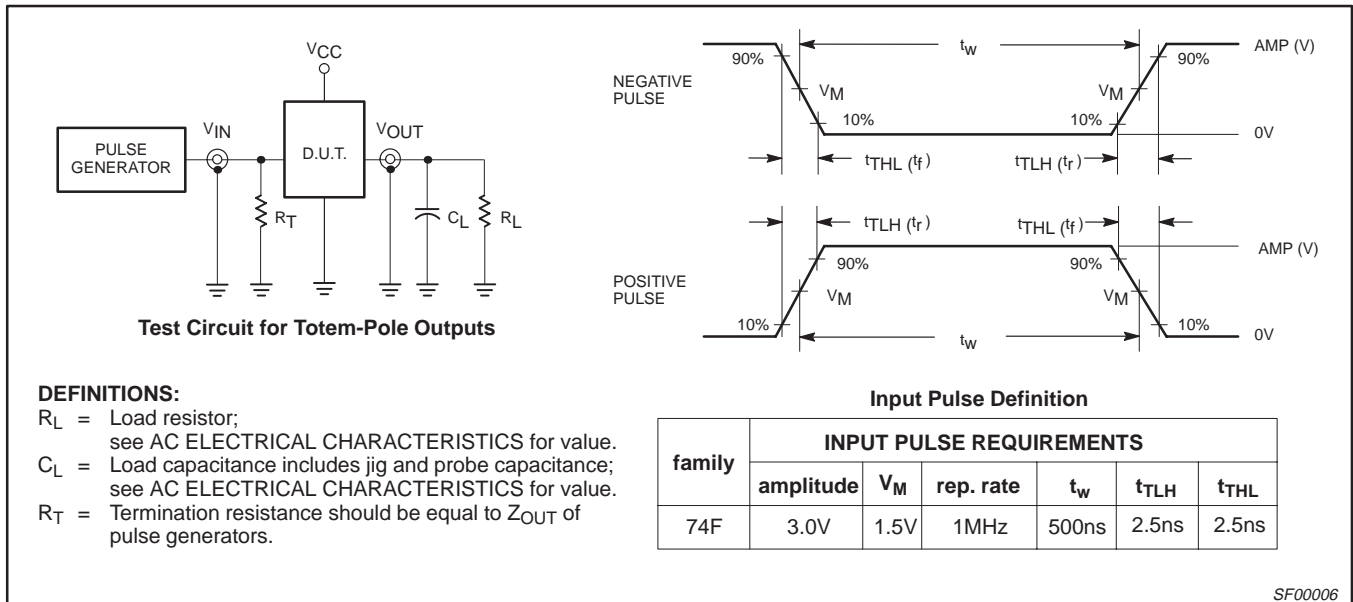 VCC
PULSE
GENERATOR
VIN
D.U.T.
VOUT
RT
CL
RL
Test Circuit for Totem-Pole Outputs
NEGATIVE
PULSE
90%
tw
90%
AMP (V)
VM
VM
10%
10%
0V
tTHL (tf)
tTLH (tr)
tTLH (tr)
tTHL (tf)
POSITIVE
PULSE
90%
90%
AMP (V)
VM
VM
10%
tw
10%
0V
DEFINITIONS:
RL = Load resistor;
see AC ELECTRICAL CHARACTERISTICS for value.
CL = Load capacitance includes jig and probe capacitance;
see AC ELECTRICAL CHARACTERISTICS for value.
RT = Termination resistance should be equal to ZOUT of
pulse generators.
Input Pulse Definition
family INPUT PULSE REQUIREMENTS
amplitude VM rep. rate tw tTLH tTHL
74F 3.0V 1.5V 1MHz 500ns 2.5ns 2.5ns
SF00006